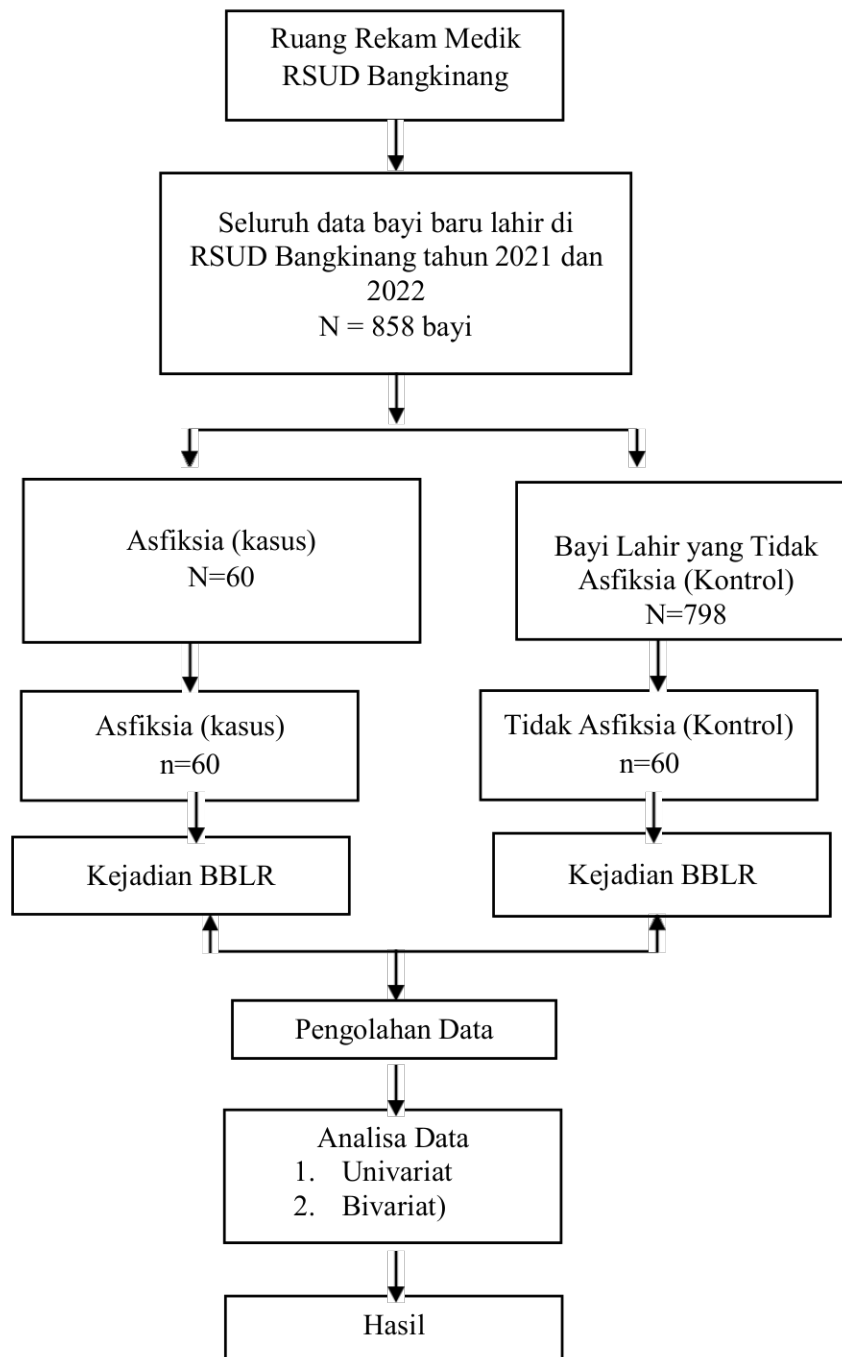 Ruang Rekam Medik
RSUD Bangkinang
Seluruh data bayi baru lahir di
RSUD Bangkinang tahun 2021 dan
2022
N = 858 bayi
Asfiksia (kasus)
N=60
Bayi Lahir yang Tidak
Asfiksia (Kontrol)
N=798
Asfiksia (kasus)
n=60
Tidak Asfiksia (Kontrol)
n=60
Kejadian BBLR
Kejadian BBLR
Pengolahan Data
Analisa Data
1. Univariat
2. Bivariat)
Hasil